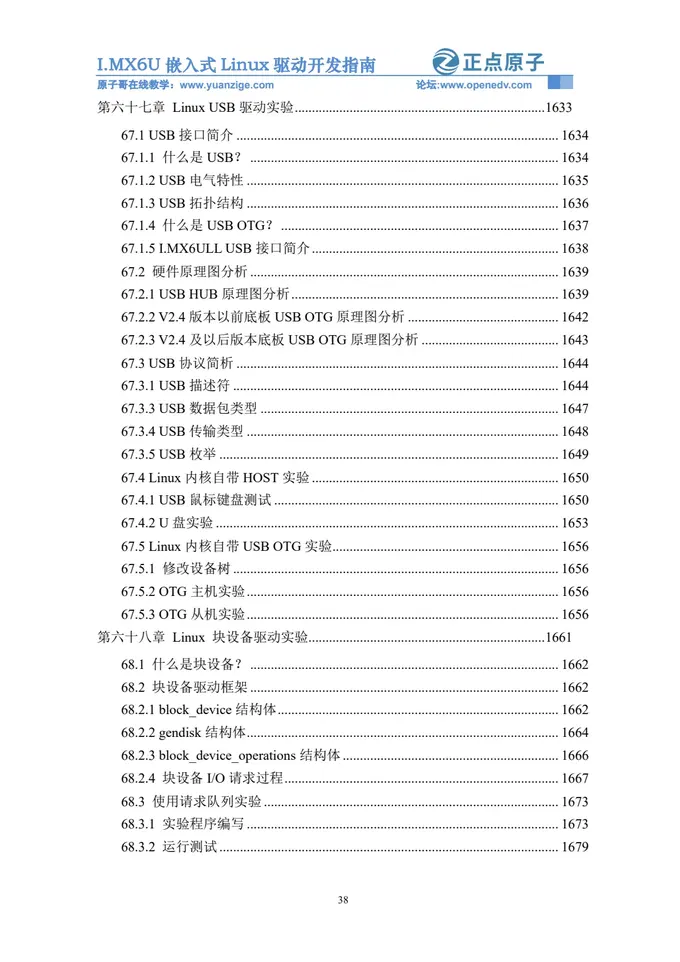 I.MX6U 嵌入式 Linux 驱动开发指南
正点原子
原子哥在线教学：www.yuanzige.com
论坛:www.openedv.com
第六十七章 Linux USB 驱动实验..........................................................................1633
67.1 USB 接口简介 ............................................................................................... 1634
67.1.1 什么是 USB？ ........................................................................................... 1634
67.1.2 USB 电气特性 ............................................................................................ 1635
67.1.3 USB 拓扑结构 ............................................................................................ 1636
67.1.4 什么是 USB OTG？ .................................................................................. 1637
67.1.5 I.MX6ULL USB 接口简介 ......................................................................... 1638
67.2 硬件原理图分析 ........................................................................................... 1639
67.2.1 USB HUB 原理图分析............................................................................... 1639
67.2.2 V2.4 版本以前底板 USB OTG 原理图分析 ............................................. 1642
67.2.3 V2.4 及以后版本底板 USB OTG 原理图分析 ......................................... 1643
67.3 USB 协议简析 ............................................................................................... 1644
67.3.1 USB 描述符 ................................................................................................ 1644
67.3.3 USB 数据包类型 ........................................................................................ 1647
67.3.4 USB 传输类型 ............................................................................................ 1648
67.3.5 USB 枚举 .................................................................................................... 1649
67.4 Linux 内核自带 HOST 实验 ......................................................................... 1650
67.4.1 USB 鼠标键盘测试 .................................................................................... 1650
67.4.2 U 盘实验 ..................................................................................................... 1653
67.5 Linux 内核自带 USB OTG 实验................................................................... 1656
67.5.1 修改设备树 ................................................................................................ 1656
67.5.2 OTG 主机实验............................................................................................ 1656
67.5.3 OTG 从机实验............................................................................................ 1656
第六十八章 Linux 块设备驱动实验......................................................................1661
68.1 什么是块设备？ ........................................................................................... 1662
68.2 块设备驱动框架 ........................................................................................... 1662
68.2.1 block_device 结构体................................................................................... 1662
68.2.2 gendisk 结构体............................................................................................ 1664
68.2.3 block_device_operations 结构体 ................................................................ 1666
68.2.4 块设备 I/O 请求过程................................................................................. 1667
68.3 使用请求队列实验 ....................................................................................... 1673
68.3.1 实验程序编写 ............................................................................................ 1673
68.3.2 运行测试 .................................................................................................... 1679
38